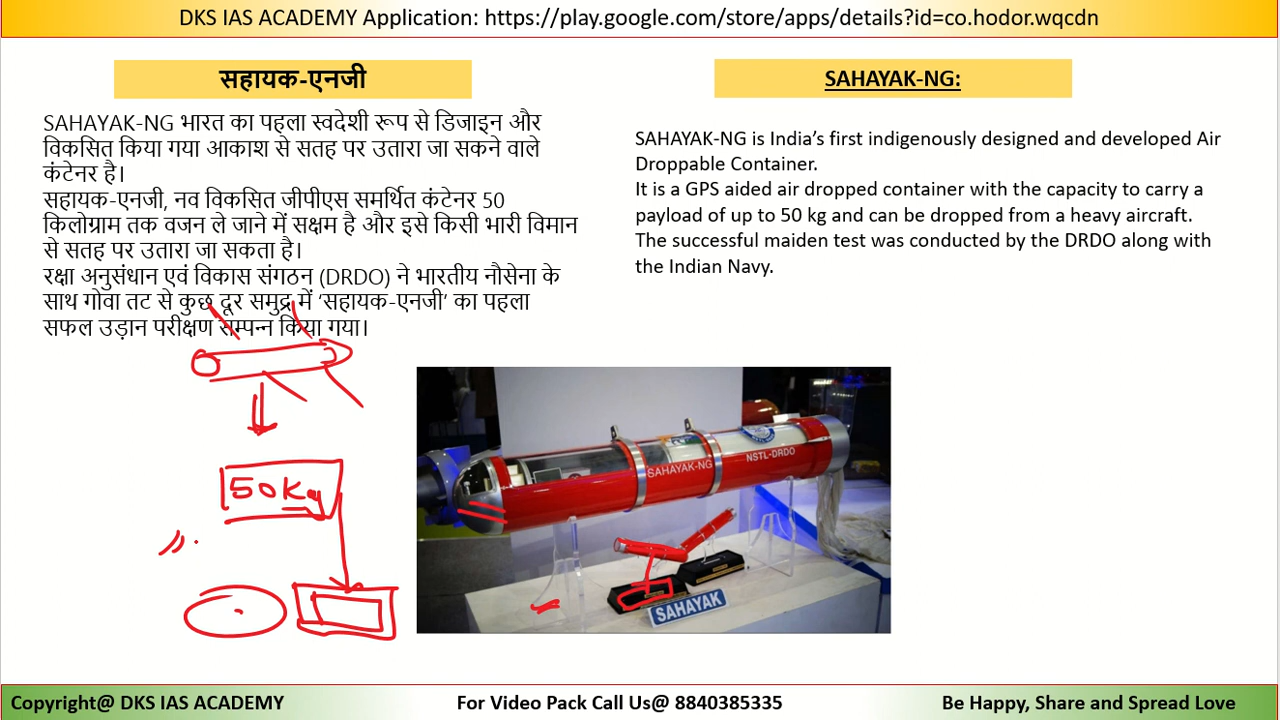 DKS IAS ACADEMY Application: https://play.google.com/store/apps/details?id=co.hodor.wqcdn
सहायक-एनजी
SAHAYAK-NG भारत का पहला स्वदेशी रूप से डिजाइन और
विकसित किया गया आकाश से सतह पर उतारा जा सकने वाले
कंटेनर है।
सहायक-एनजी, नव विकसित जीपीएस समर्थित कंटेनर 50
किलोग्राम तक वजन ले जाने में सक्षम है और इसे किसी भारी विमान
से सतह पर उतारा जा सकता है।
रक्षा अनुसंधान एवं विकास संगठन (DRDO) ने भारतीय नौसेना के
साथ गोवा तट से कुछ दूर समुद्र में ‘सहायक-एनजी’ का पहला
सफल उड़ान परीक्षण सम्पन्न किया गया।
SAHAYAK-NG:
SAHAYAK-NG is India’s first indigenously designed and developed Air
Droppable Container.
It is a GPS aided air dropped container with the capacity to carry a
payload of up to 50 kg and can be dropped from a heavy aircraft.
The successful maiden test was conducted by the DRDO along with
the Indian Navy.
50 Kg
SAHAYAK-NG
NSTL-DRDO
SAHAYAK
Copyright@ DKS IAS ACADEMY
For Video Pack Call Us@ 8840385335
Be Happy, Share and Spread Love